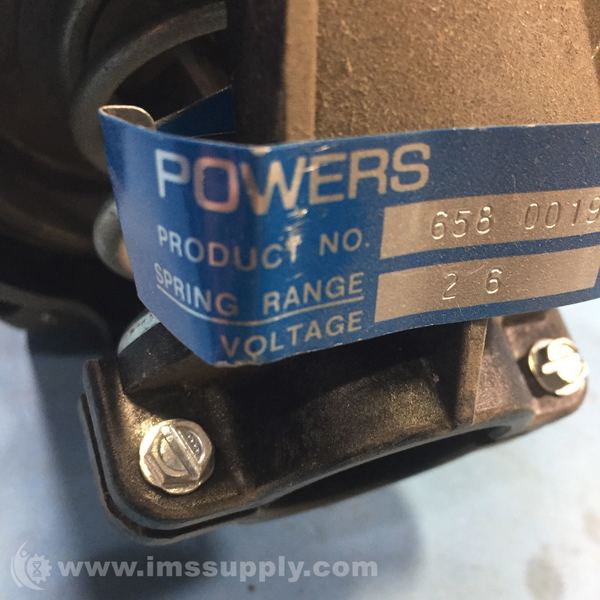 POWERS
PRODUCT NO. 658 0019
SPRING RANGE 2 6
VOLTAGE
www.imssupply.com